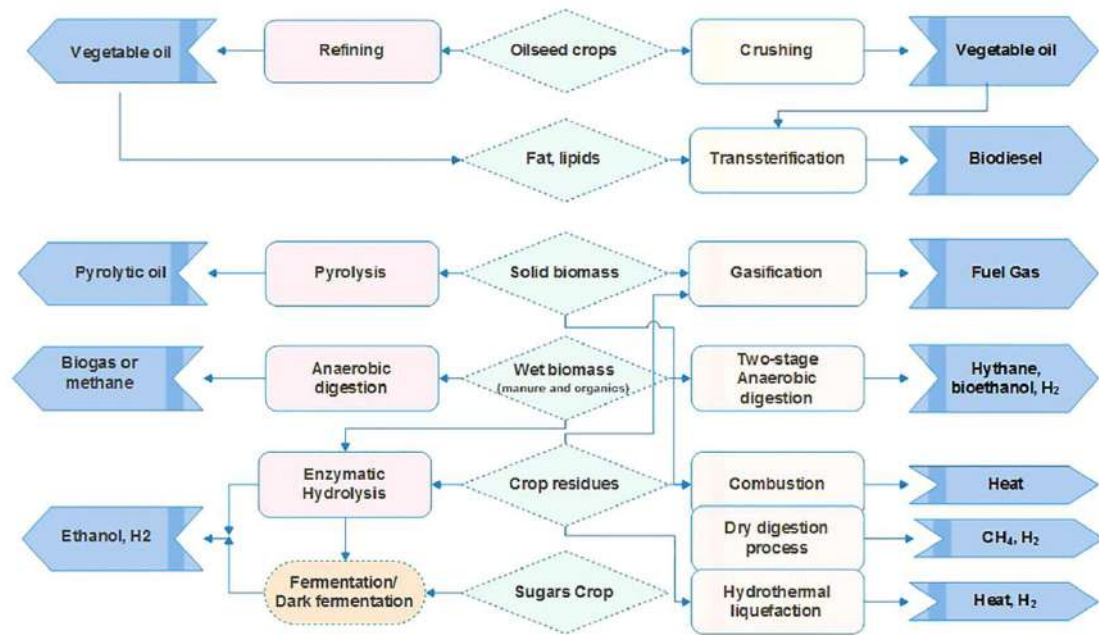 Vegetable oil
Refining
Oilseed crops
Crushing
Vegetable oil
Fat, lipids
Transsterification
Biodiesel
Pyrolytic oil
Pyrolysis
Solid biomass
Gasification
Fuel Gas
Biogas or
methane
Anaerobic
digestion
Wet biomass
(manure and organics)
Two-stage
Anaerobic
digestion
Hythane,
bioethanol, H₂
Enzymatic
Hydrolysis
Crop residues
Combustion
Heat
Ethanol, H2
Dry digestion
process
CH₄, H₂
Fermentation/
Dark fermentation
Sugars Crop
Hydrothermal
liquefaction
Heat, H₂